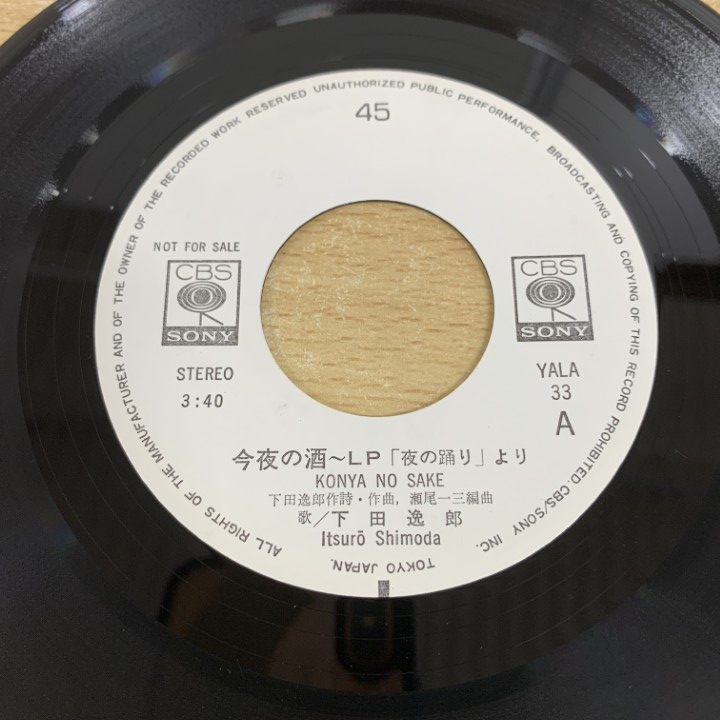 ALL RIGHTS OF THE MANUFACTURER AND OF THE OWNER OF THE RECORDED WORK RESERVED UNAUTHORIZED PUBLIC PERFORMANCE, BROADCASTING AND COPYING OF THIS RECORD PROHIBITED. CBS/SONY INC.
TOKYO JAPAN.
45
NOT FOR SALE
CBS
SONY
CBS
SONY
STEREO
3:40
YALA
33
A
今夜の酒~LP「夜の踊り」より
KONYA NO SAKE
下田逸郎作詩・作曲, 瀬尾一三編曲
歌/下田逸郎
Itsurō Shimoda